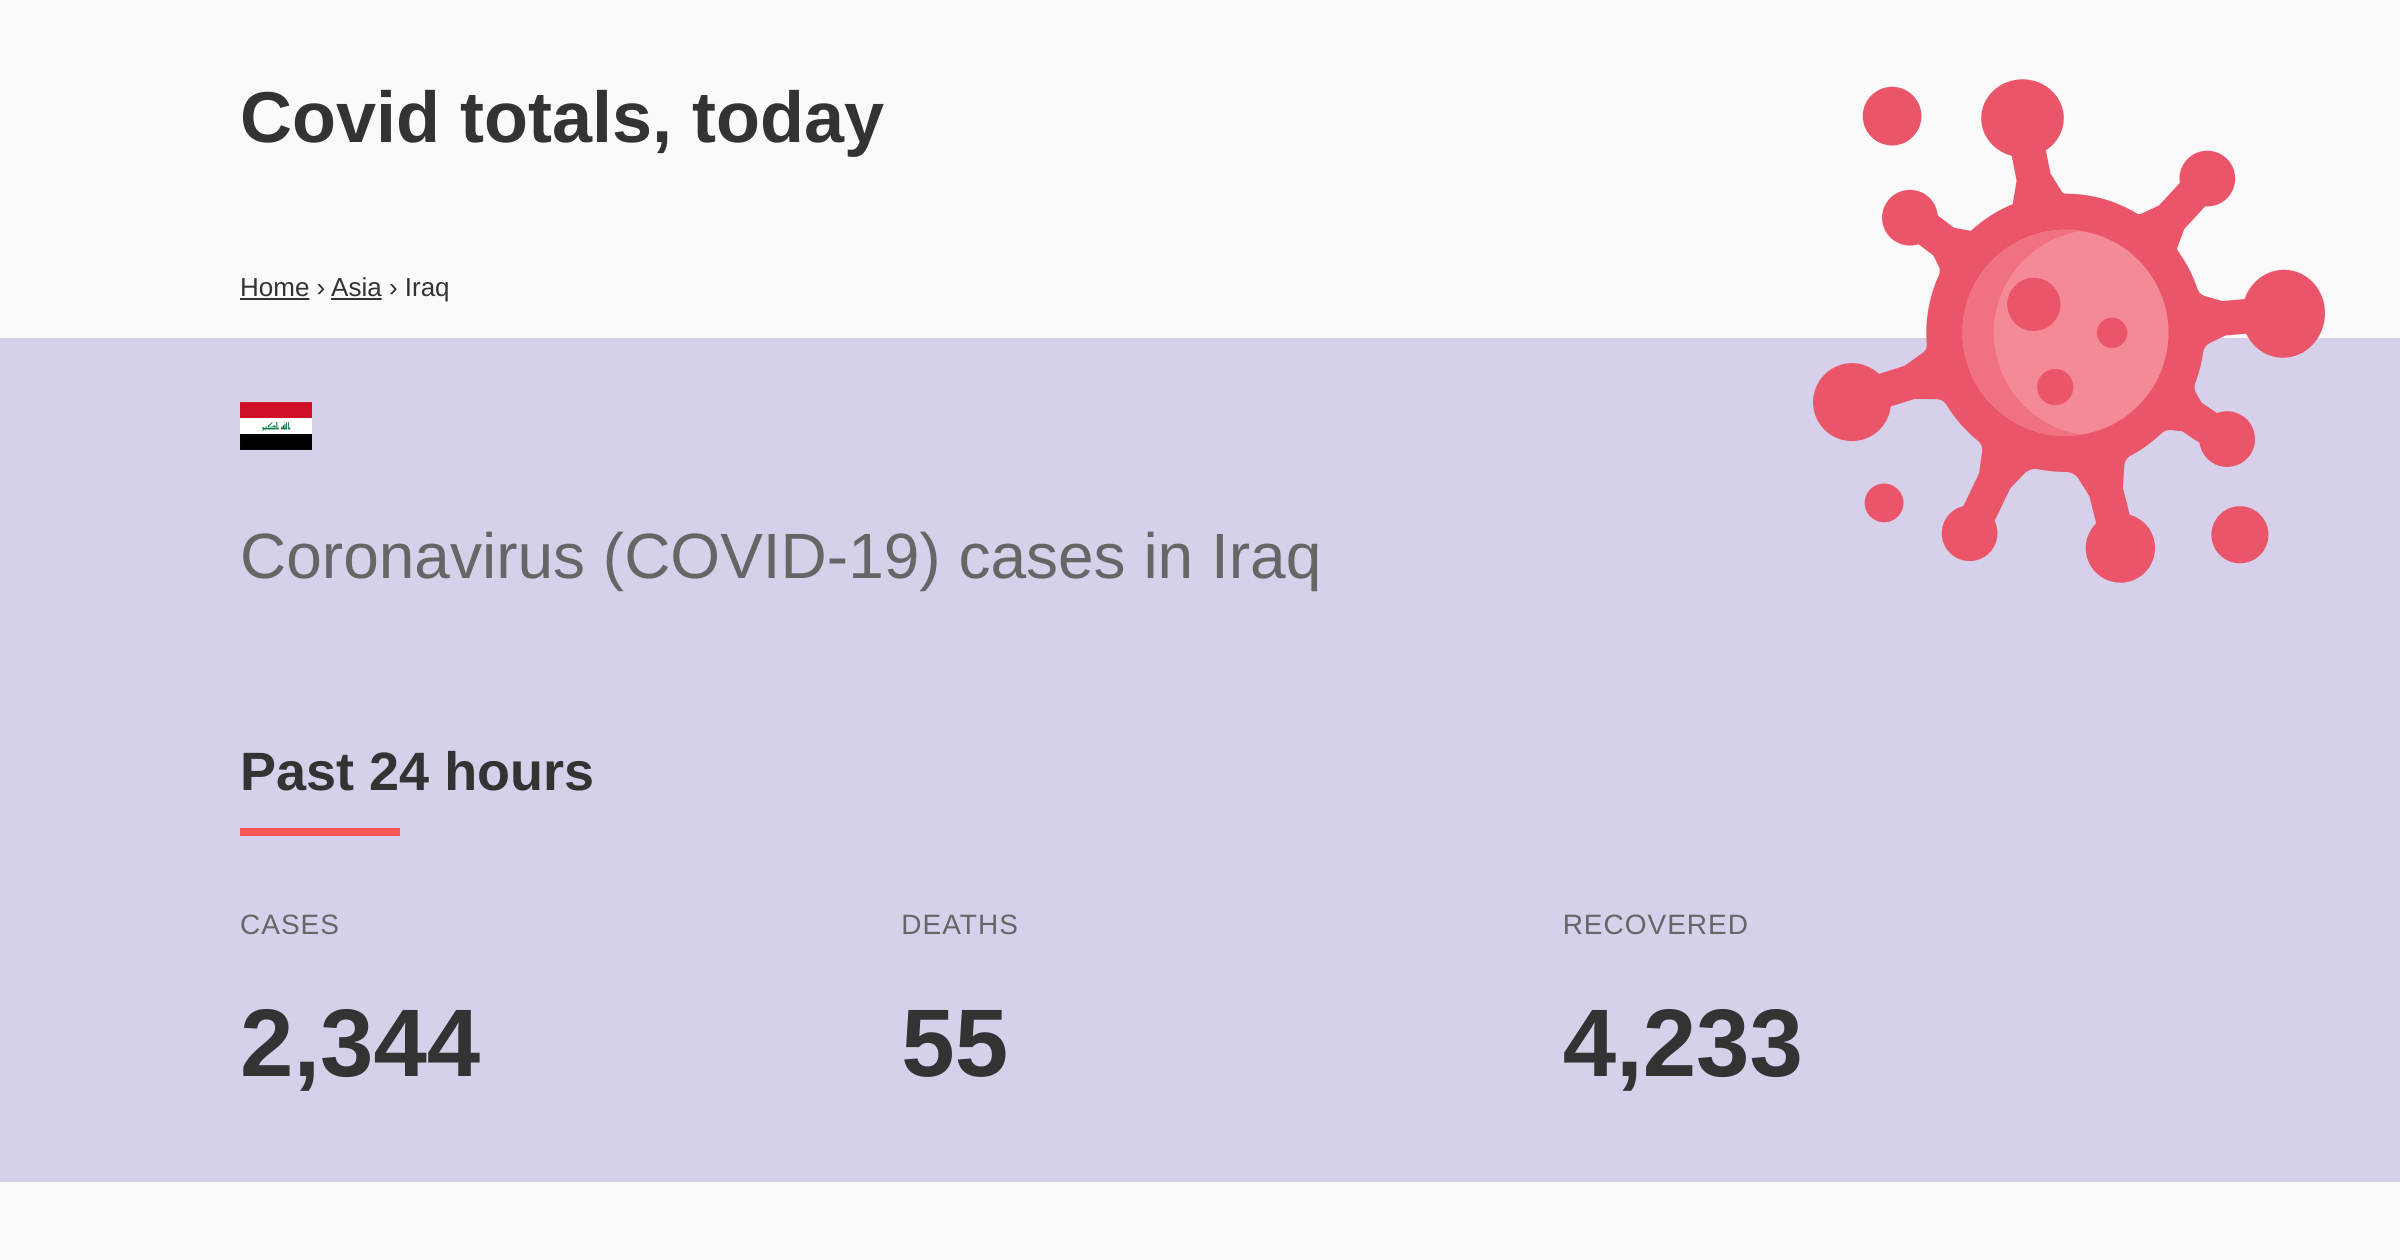 Covid totals, today
Home › Asia › Iraq
Coronavirus (COVID-19) cases in Iraq
Past 24 hours
CASES DEATHS RECOVERED
2,344 55 4,233